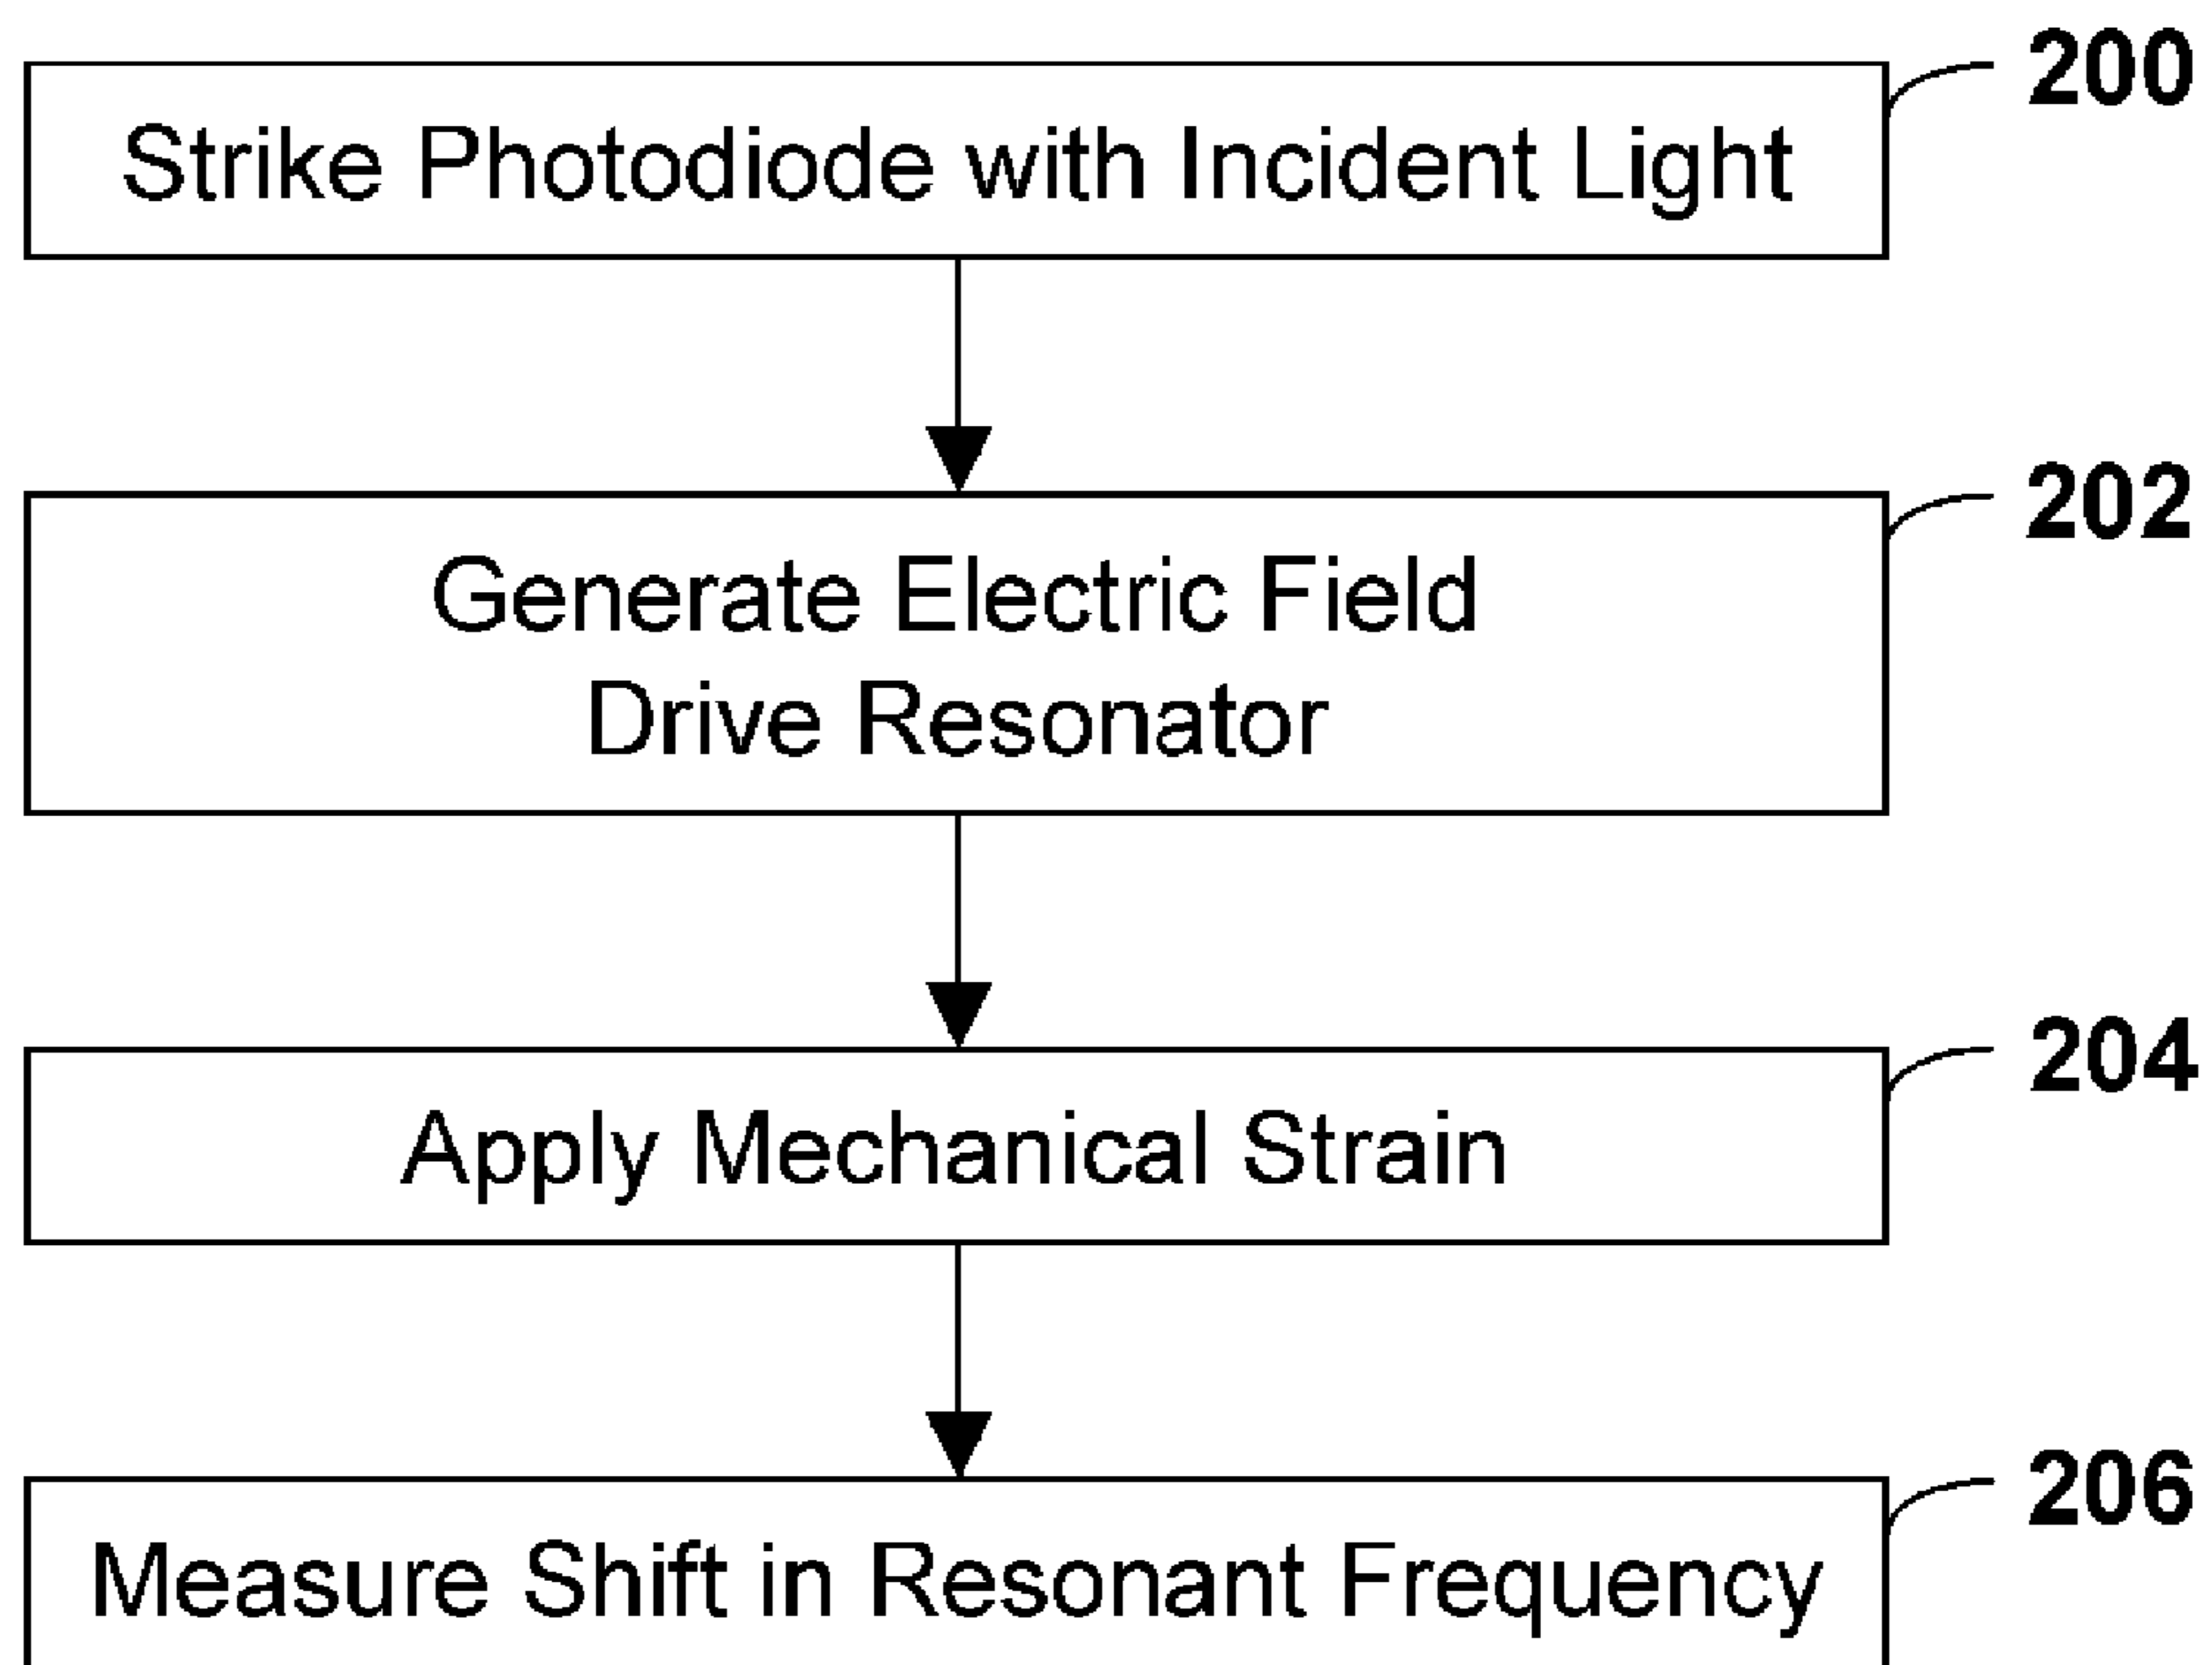 200
Strike Photodiode with Incident Light
202
Generate Electric Field
Drive Resonator
204
Apply Mechanical Strain
206
Measure Shift in Resonant Frequency